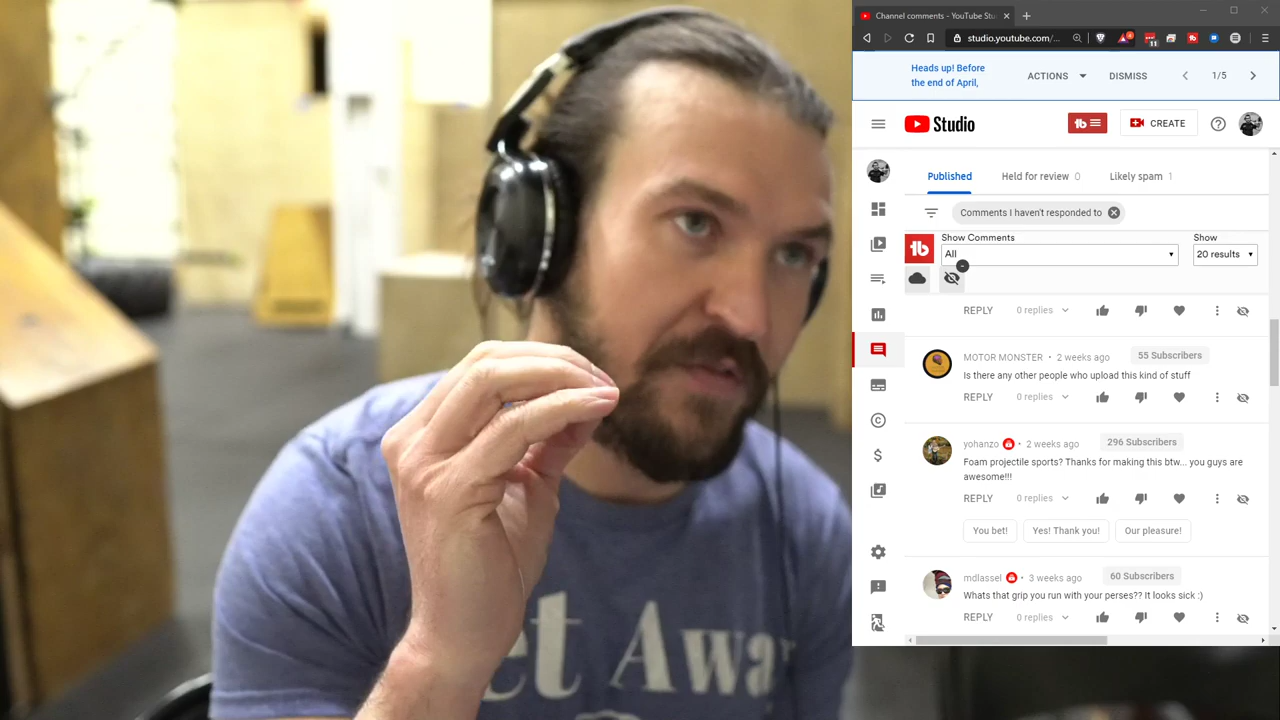 Channel comments - YouTube Stu
studio.youtube.com/...
4
11
Heads up! Before
the end of April,
ACTIONS
DISMISS
1/5
Studio
tb
CREATE
Published
Held for review 0
Likely spam 1
Comments I haven't responded to
tb
Show Comments
Show
All
20 results
REPLY
0 replies
MOTOR MONSTER • 2 weeks ago
55 Subscribers
Is there any other people who upload this kind of stuff
REPLY
0 replies
yohanzo • 2 weeks ago
296 Subscribers
Foam projectile sports? Thanks for making this btw... you guys are
awesome!!!
REPLY
0 replies
You bet!
Yes! Thank you!
Our pleasure!
mdlassel • 3 weeks ago
60 Subscribers
Whats that grip you run with your perses?? It looks sick :)
REPLY
0 replies
et Awa